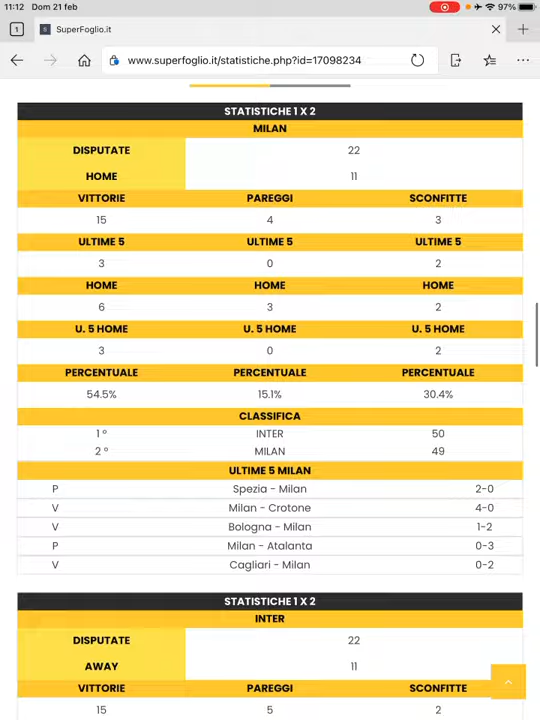 11:12 Dom 21 feb 97%
1 S SuperFoglio.it
www.superfoglio.it/statistiche.php?id=17098234
STATISTICHE 1 X 2
MILAN
DISPUTATE 22
HOME 11
VITTORIE PAREGGI SCONFITTE
15 4 3
ULTIME 5 ULTIME 5 ULTIME 5
3 0 2
HOME HOME HOME
6 3 2
U. 5 HOME U. 5 HOME U. 5 HOME
3 0 2
PERCENTUALE PERCENTUALE PERCENTUALE
54.5% 15.1% 30.4%
CLASSIFICA
1 º INTER 50
2 º MILAN 49
ULTIME 5 MILAN
P Spezia - Milan 2-0
V Milan - Crotone 4-0
V Bologna - Milan 1-2
P Milan - Atalanta 0-3
V Cagliari - Milan 0-2
STATISTICHE 1 X 2
INTER
DISPUTATE 22
AWAY 11
VITTORIE PAREGGI SCONFITTE
15 5 2